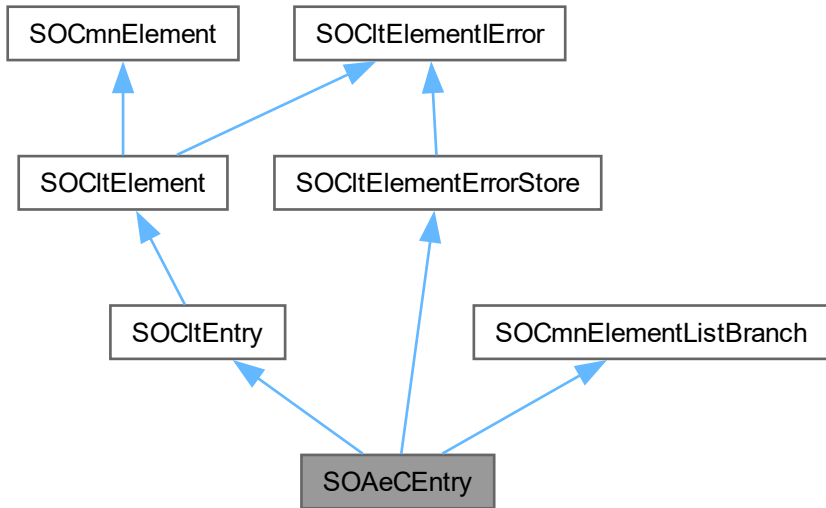 SOCmnElement
SOCltElementIError
SOCltElement
SOCltElementErrorStore
SOCltEntry
SOCmnElementListBranch
SOAeCEntry